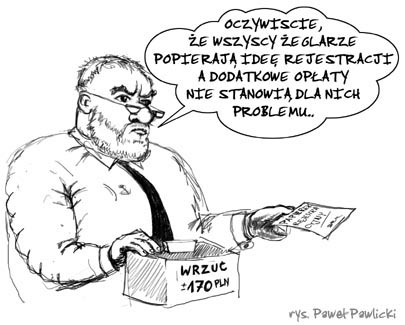 OCZYWIŚCIE,
ŻE WSZYSCY ŻEGLARZE
POPIERAJĄ IDEĘ REJESTRACJI
A DODATKOWE OPŁATY
NIE STANOWIĄ DLA NICH
PROBLEMU..
WRZUĆ
±170 PLN
rys. Paweł Pawlicki